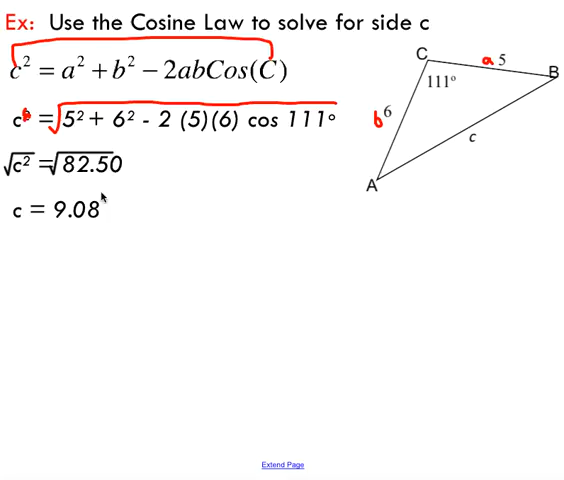 Ex: Use the Cosine Law to solve for side c
c² = a² + b² − 2abCos(C)
c = √5² + 6² - 2 (5)(6) cos 111°
√c² = √82.50
c = 9.08
C
a 5
B
111°
b 6
c
A
Extend Page